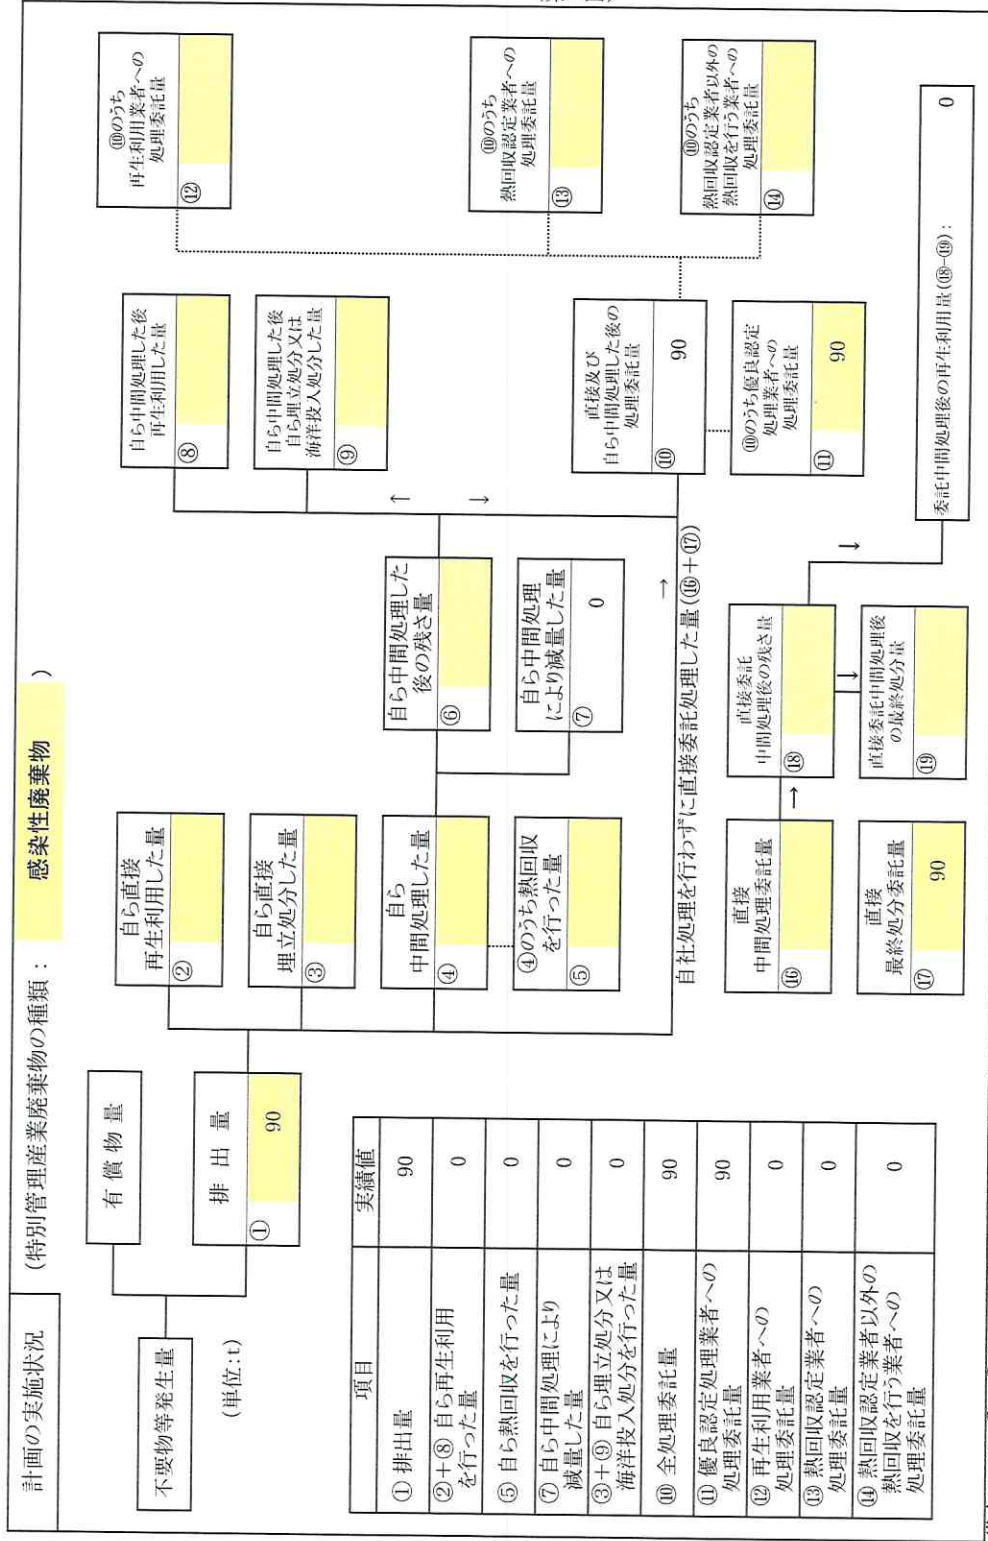 計画の実施状況
(特別管理産業廃棄物の種類： 感染性廃棄物 )
不要物等発生量
(単位:t)
有償物量
排出量
① 90
自ら直接
再生利用した量
②
自ら直接
埋立処分した量
③
自ら
中間処理した量
④
④のうち熱回収
を行った量
⑤
自ら中間処理した
後の残さ量
⑥
自ら中間処理
により減量した量
⑦ 0
自ら中間処理した後
再生利用した量
⑧
自ら中間処理した後
自ら埋立処分又は
海洋投入処分した量
⑨
↑
↓
直接及び
自ら中間処理した後の
処理委託量
⑩ 90
⑩のうち優良認定
処理業者への
処理委託量
⑪ 90
⑩のうち
再生利用業者への
処理委託量
⑫
⑩のうち
熱回収認定業者への
処理委託量
⑬
⑩のうち
熱回収認定業者以外の
熱回収を行う業者への
処理委託量
⑭
→
自社処理を行わずに直接委託処理した量(⑯+⑰)
直接
中間処理委託量
⑯
→
直接
最終処分委託量
⑰ 90
直接委託
中間処理後の残さ量
⑱
↓
直接委託中間処理後
の最終処分量
⑲
↓
委託中間処理後の再生利用量(⑱-⑲)： 0
項目 実績値
① 排出量 90
②+⑧ 自ら再生利用
を行った量 0
⑤ 自ら熱回収を行った量 0
⑦ 自ら中間処理により
減量した量 0
③+⑨ 自ら埋立処分又は
海洋投入処分を行った量 0
⑩ 全処理委託量 90
⑪ 優良認定処理業者への
処理委託量 90
⑫ 再生利用業者への
処理委託量 0
⑬ 熱回収認定業者への
処理委託量 0
⑭ 熱回収認定業者以外の
熱回収を行う業者への
処理委託量 0